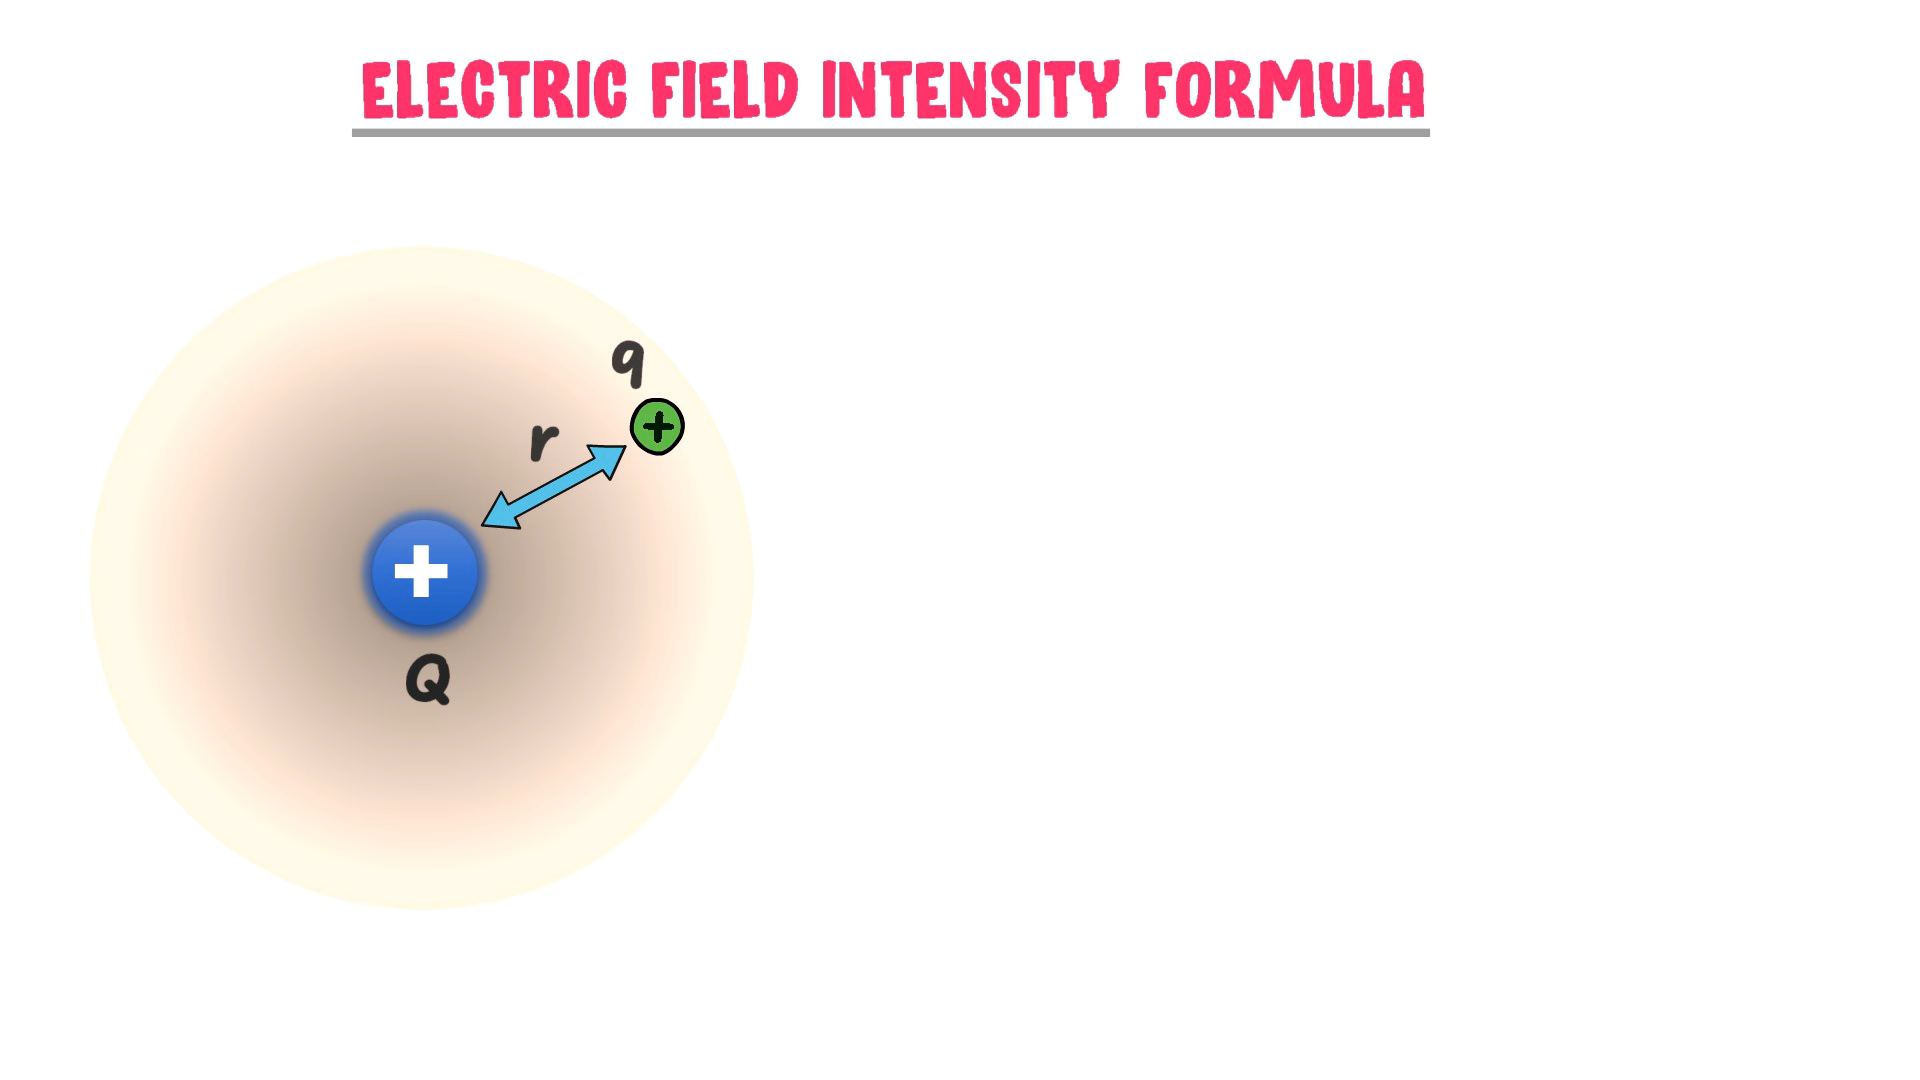 ELECTRIC FIELD INTENSITY FORMULA
q
r
+
+
Q